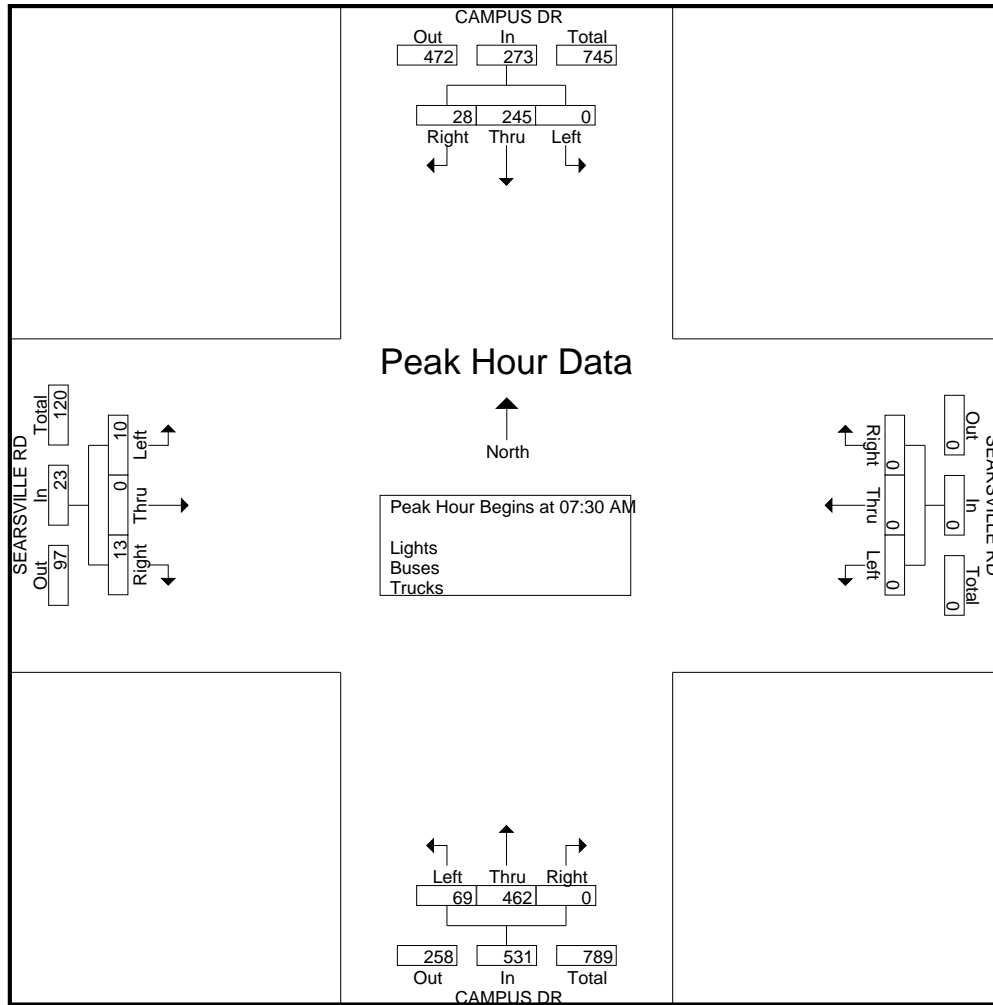 CAMPUS DR
Out In Total
472 273 745
28 245 0
Right Thru Left
Peak Hour Data
North
Peak Hour Begins at 07:30 AM
Lights
Buses
Trucks
SEARSVILLE RD
Out In Total
97 23 120
Left Thru Right
10 0 13
SEARSVILLE RD
Out In Total
0 0 0
Right Thru Left
0 0 0
Left Thru Right
69 462 0
258 531 789
Out In Total
CAMPUS DR